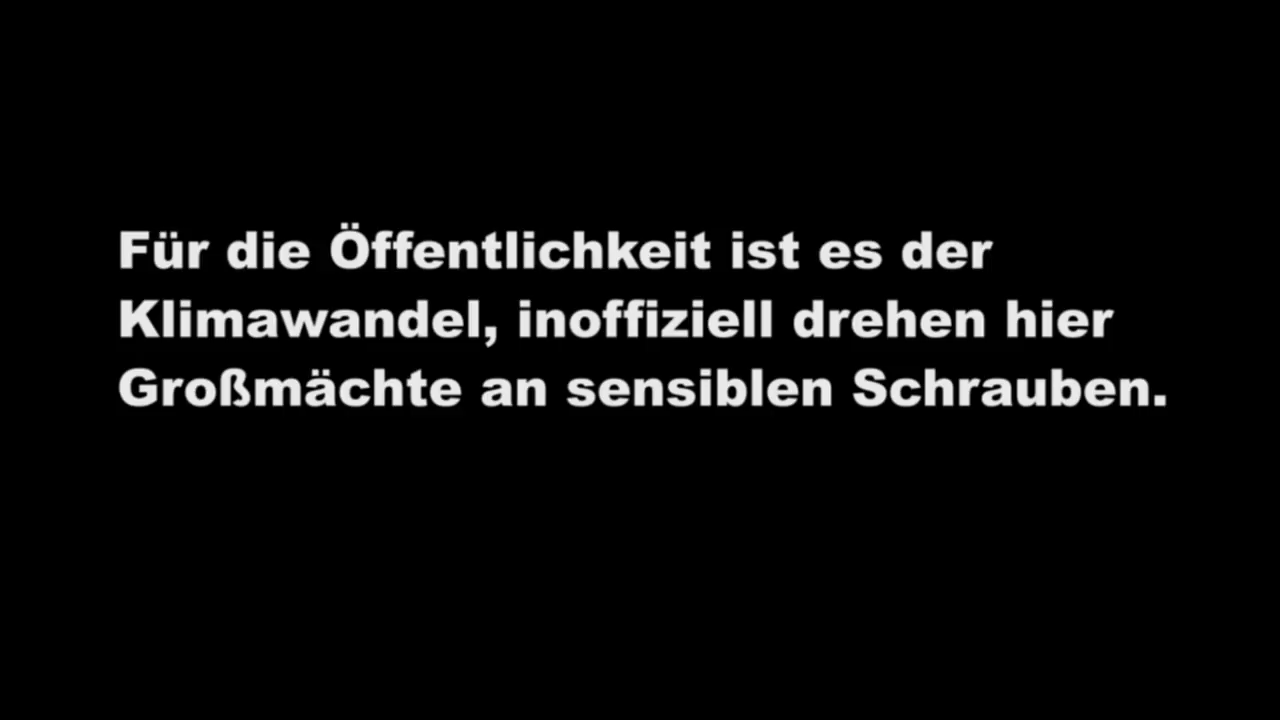 Für die Öffentlichkeit ist es der
Klimawandel, inoffiziell drehen hier
Großmächte an sensiblen Schrauben.